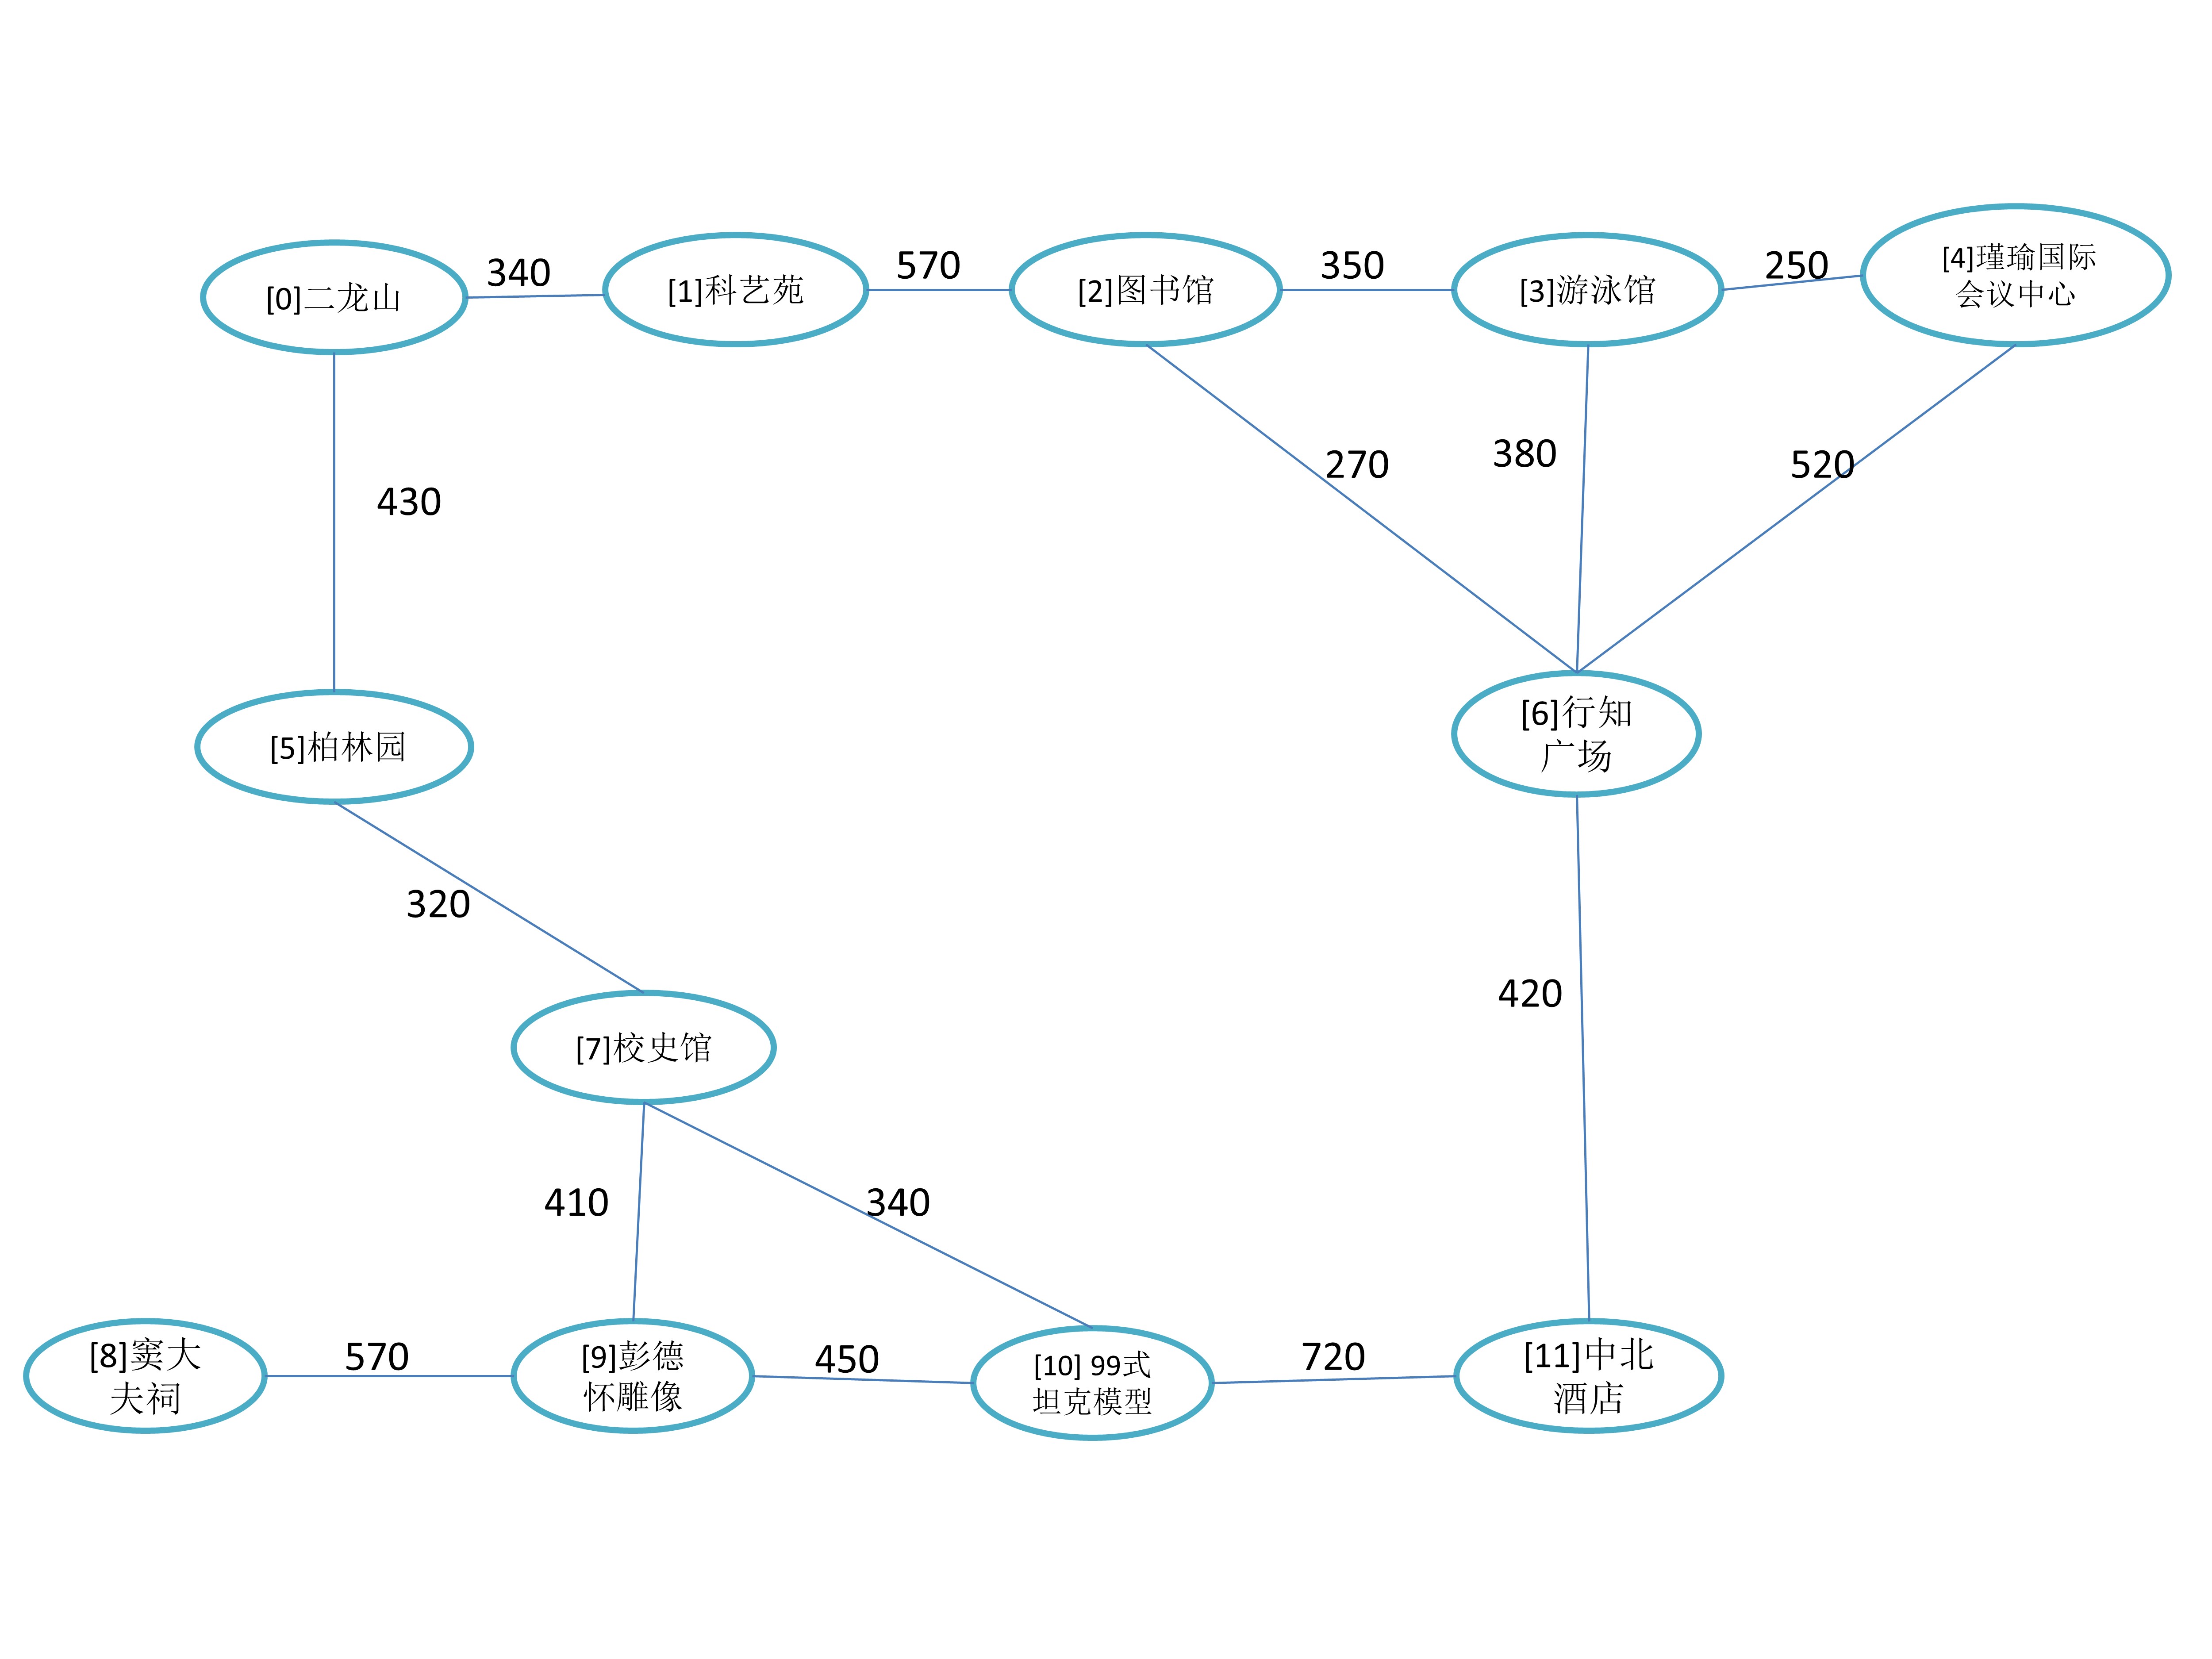 [0]二龙山
340
[1]科艺苑
570
[2]图书馆
350
[3]游泳馆
250
[4]瑾瑜国际
会议中心
430
270
380
520
[5]柏林园
[6]行知
广场
320
420
[7]校史馆
410
340
[8]窦大
夫祠
570
[9]彭德
怀雕像
450
[10] 99式
坦克模型
720
[11]中北
酒店